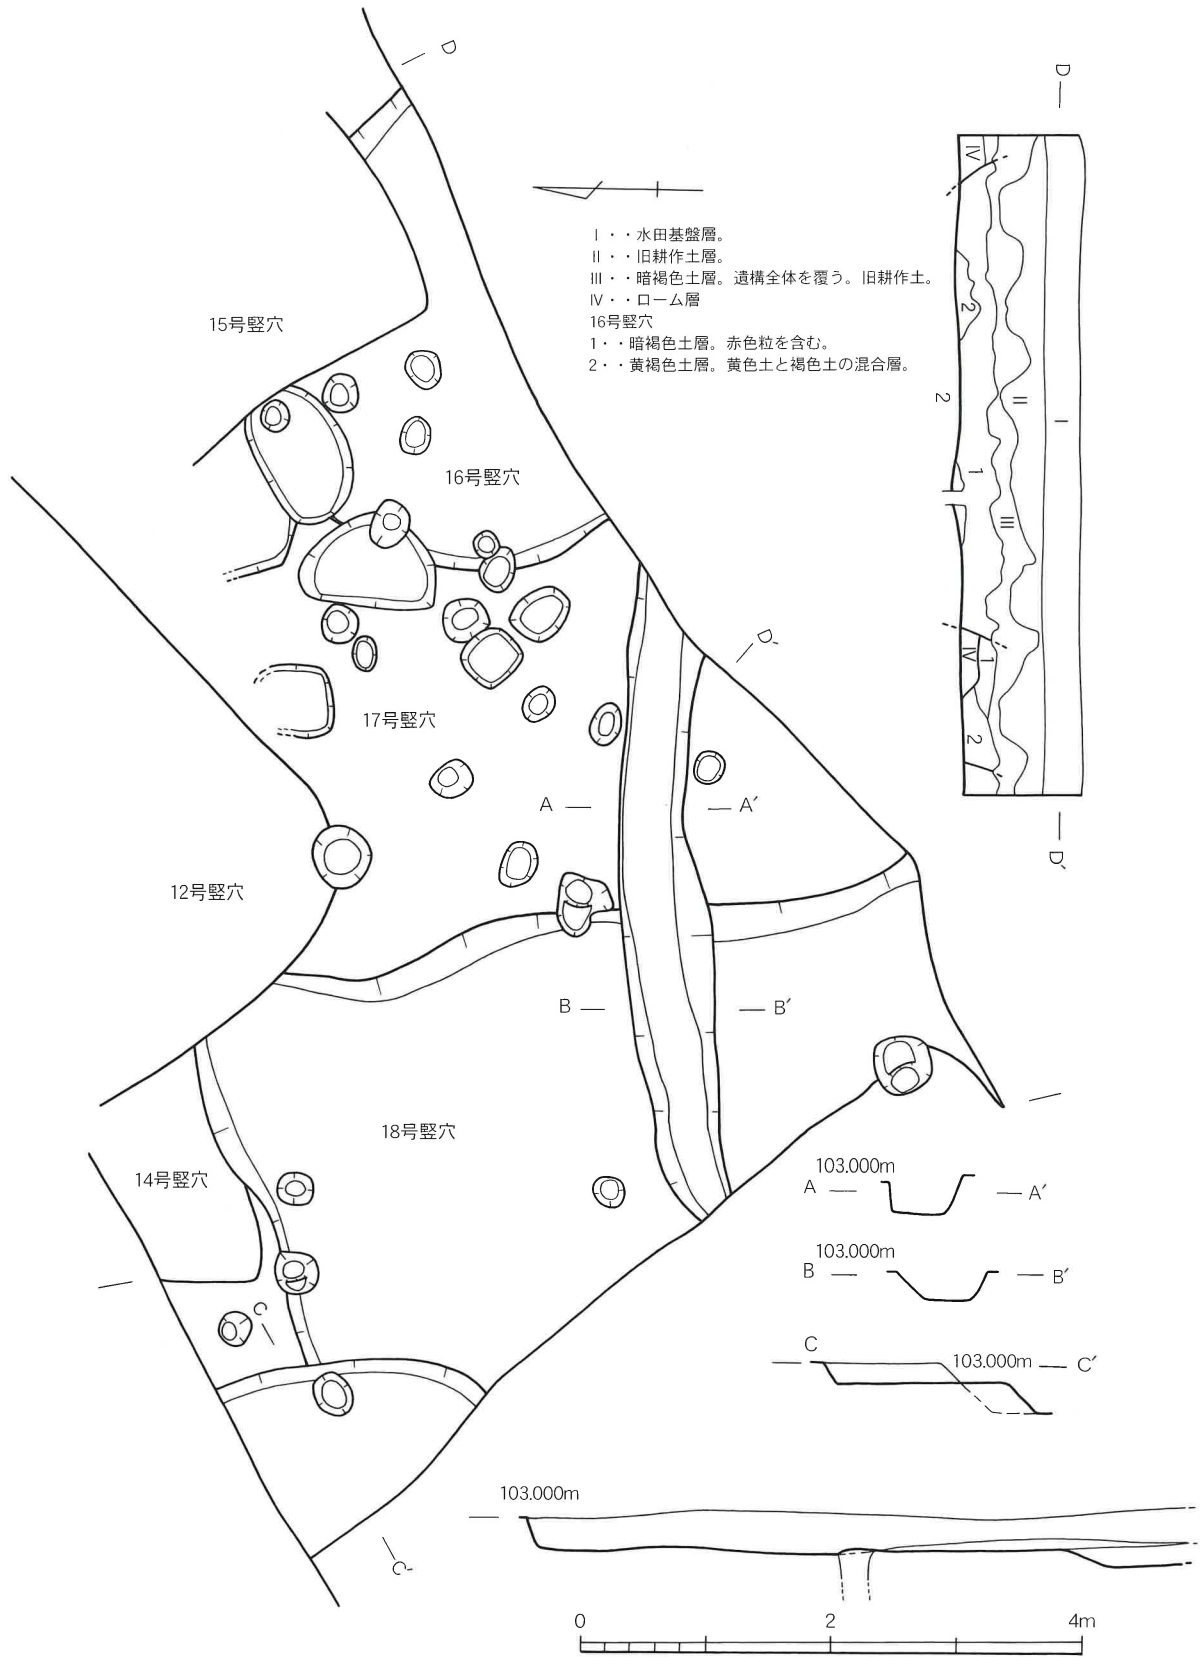 D
D
Ⅰ・・水田基盤層。
Ⅱ・・旧耕作土層。
Ⅲ・・暗褐色土層。遺構全体を覆う。旧耕作土。
Ⅳ・・ローム層
16号竪穴
1・・暗褐色土層。赤色粒を含む。
2・・黄褐色土層。黄色土と褐色土の混合層。
Ⅳ
2
2
Ⅱ
Ⅰ
1
Ⅲ
Ⅳ
1
2
D′
15号竪穴
16号竪穴
D′
17号竪穴
A
A′
12号竪穴
B
B′
18号竪穴
14号竪穴
C
C′
103.000m
A
A′
103.000m
B
B′
C
103.000m
C′
103.000m
0
2
4m